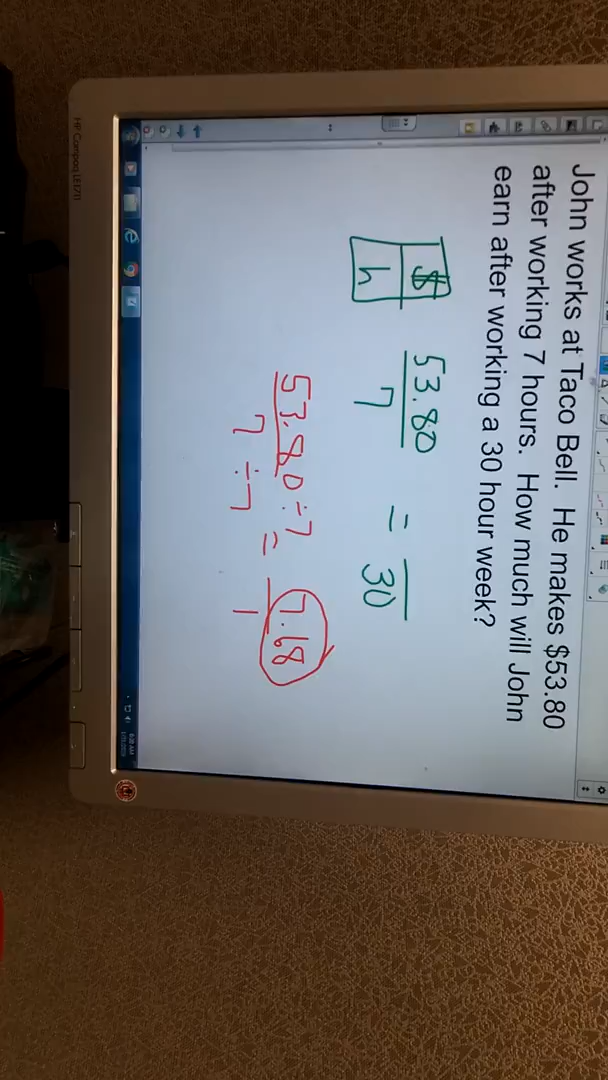 John works at Taco Bell. He makes $53.80
after working 7 hours. How much will John
earn after working a 30 hour week?
$ 53.80 =
h 7 30
53.80 ÷7 = 7.68
7 ÷7 1
HP Compaq LE1711